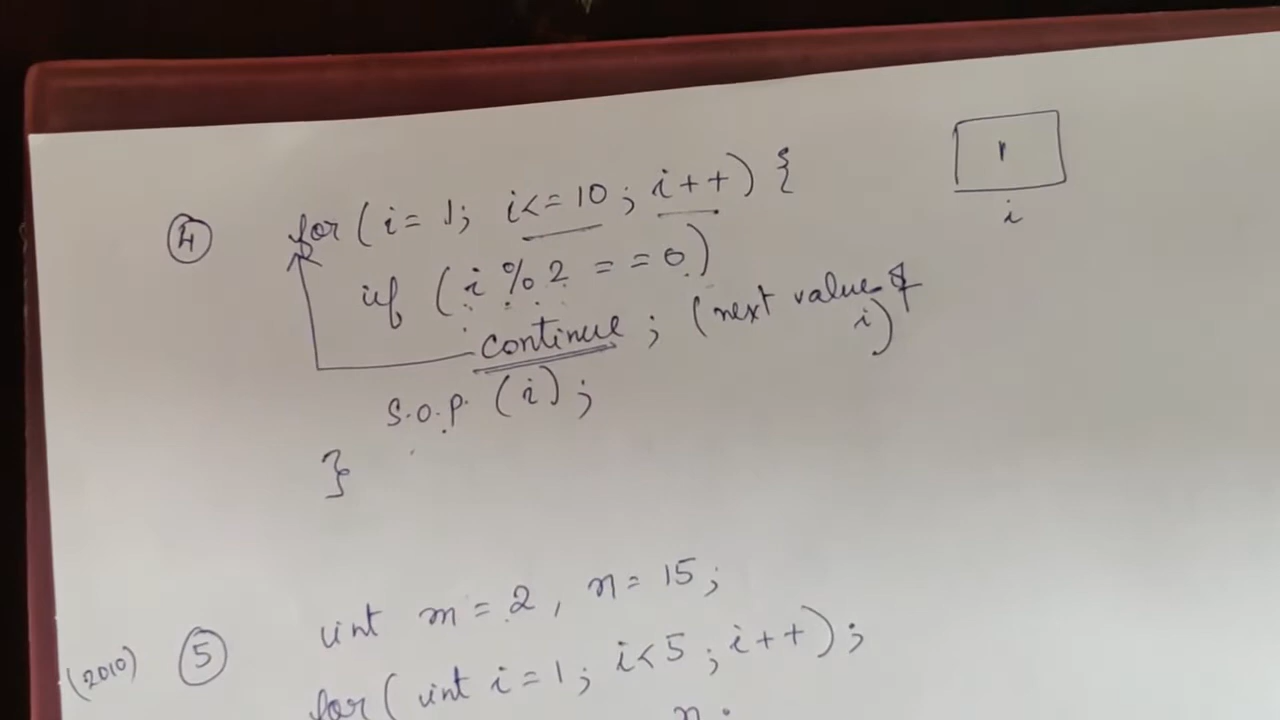 4 for(i=1; i<=10; i++) {
1
i
if (i%2==0)
continue; (next value of
i)
s.o.p. (i);
}
int m=2, n=15;
(2010) 5
for(int i=1; i<5; i++);
n